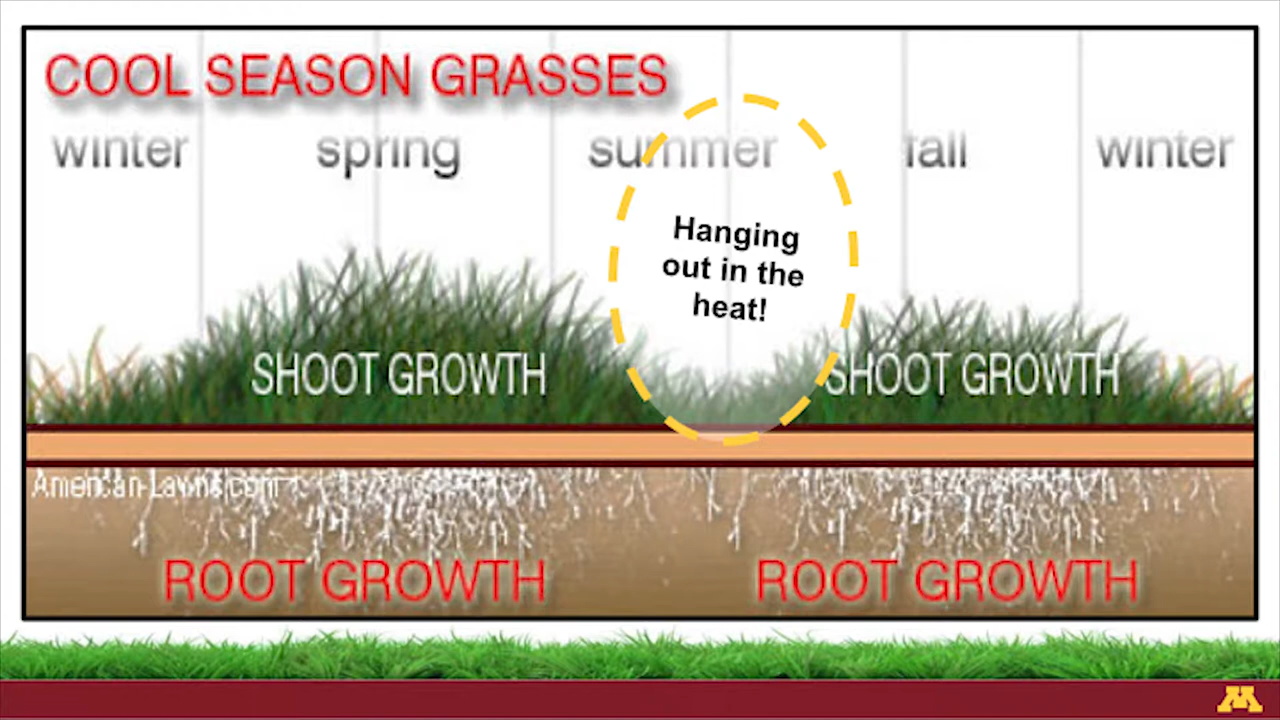 COOL SEASON GRASSES
winter spring summer fall winter
Hanging
out in the
heat!
SHOOT GROWTH SHOOT GROWTH
American-Lawns.com
ROOT GROWTH ROOT GROWTH
M